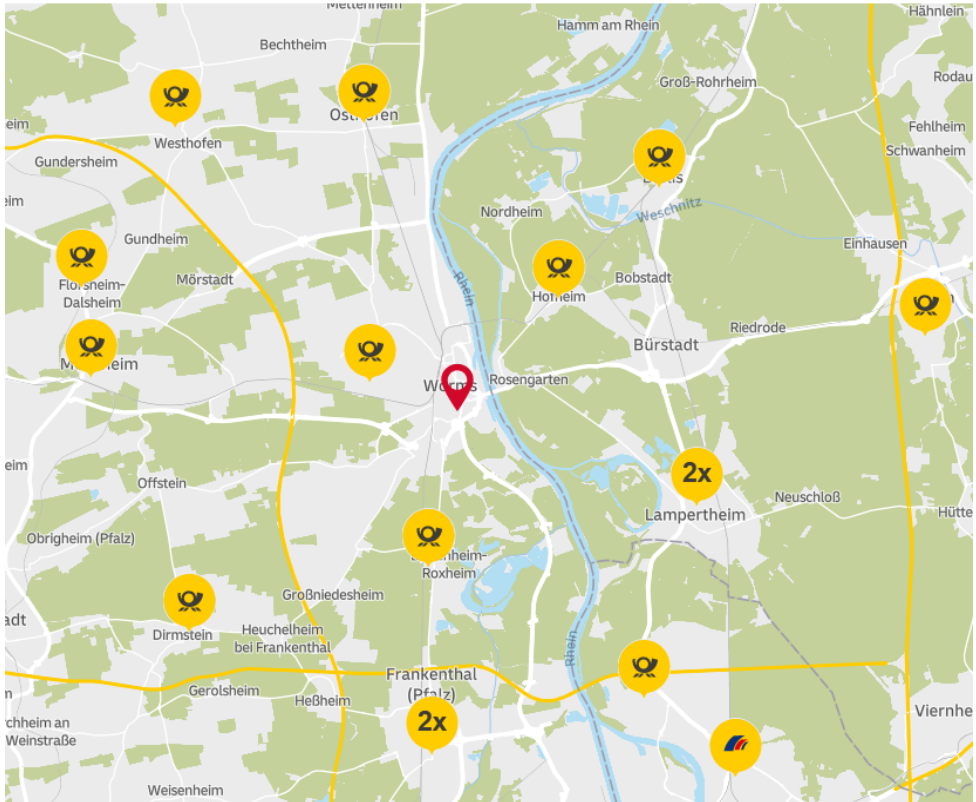 Mettenheim
Hamm am Rhein
Hähnlein
Bechtheim
Groß-Rohrheim
Rodau
Osthofen
Fehlheim
Westhofen
Schwanheim
eim
Gundersheim
Weschnitz
Nordheim
Gundheim
Einhausen
Mörstadt
Rhein
Bobstadt
Flörsheim-
Dalsheim
Hofheim
Riedrode
Bürstadt
Rosengarten
Worms
eim
2x
Offstein
Neuschloß
Lampertheim
Hütte
Obrigheim (Pfalz)
Roxheim
Großniedesheim
adt
Dirmstein
Heuchelheim
bei Frankenthal
Rhein
Frankenthal
(Pfalz)
Gerolsheim
Heßheim
Viernhe
2x
rchheim an
Weinstraße
Weisenheim